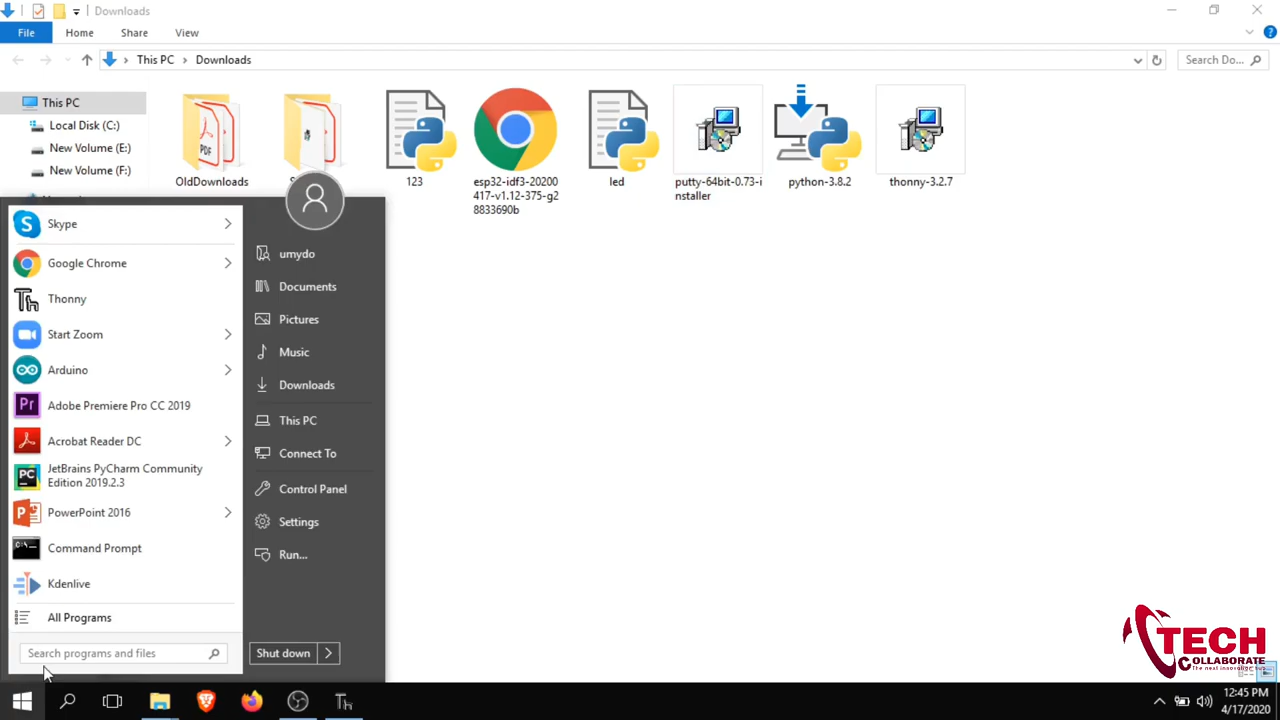 Downloads
File
Home
Share
View
This PC
Downloads
Search Do...
This PC
Local Disk (C:)
New Volume (E:)
New Volume (F:)
PDF
OldDownloads
123
esp32-idf3-20200
417-v1.12-375-g2
8833690b
led
putty-64bit-0.73-i
nstaller
python-3.8.2
thonny-3.2.7
Skype
Google Chrome
Thonny
Start Zoom
Arduino
Adobe Premiere Pro CC 2019
Acrobat Reader DC
JetBrains PyCharm Community
Edition 2019.2.3
PowerPoint 2016
Command Prompt
Kdenlive
All Programs
Search programs and files
umydo
Documents
Pictures
Music
Downloads
This PC
Connect To
Control Panel
Settings
Run...
Shut down
TECH
COLLABORATE
The next innovation
12:45 PM
4/17/2020